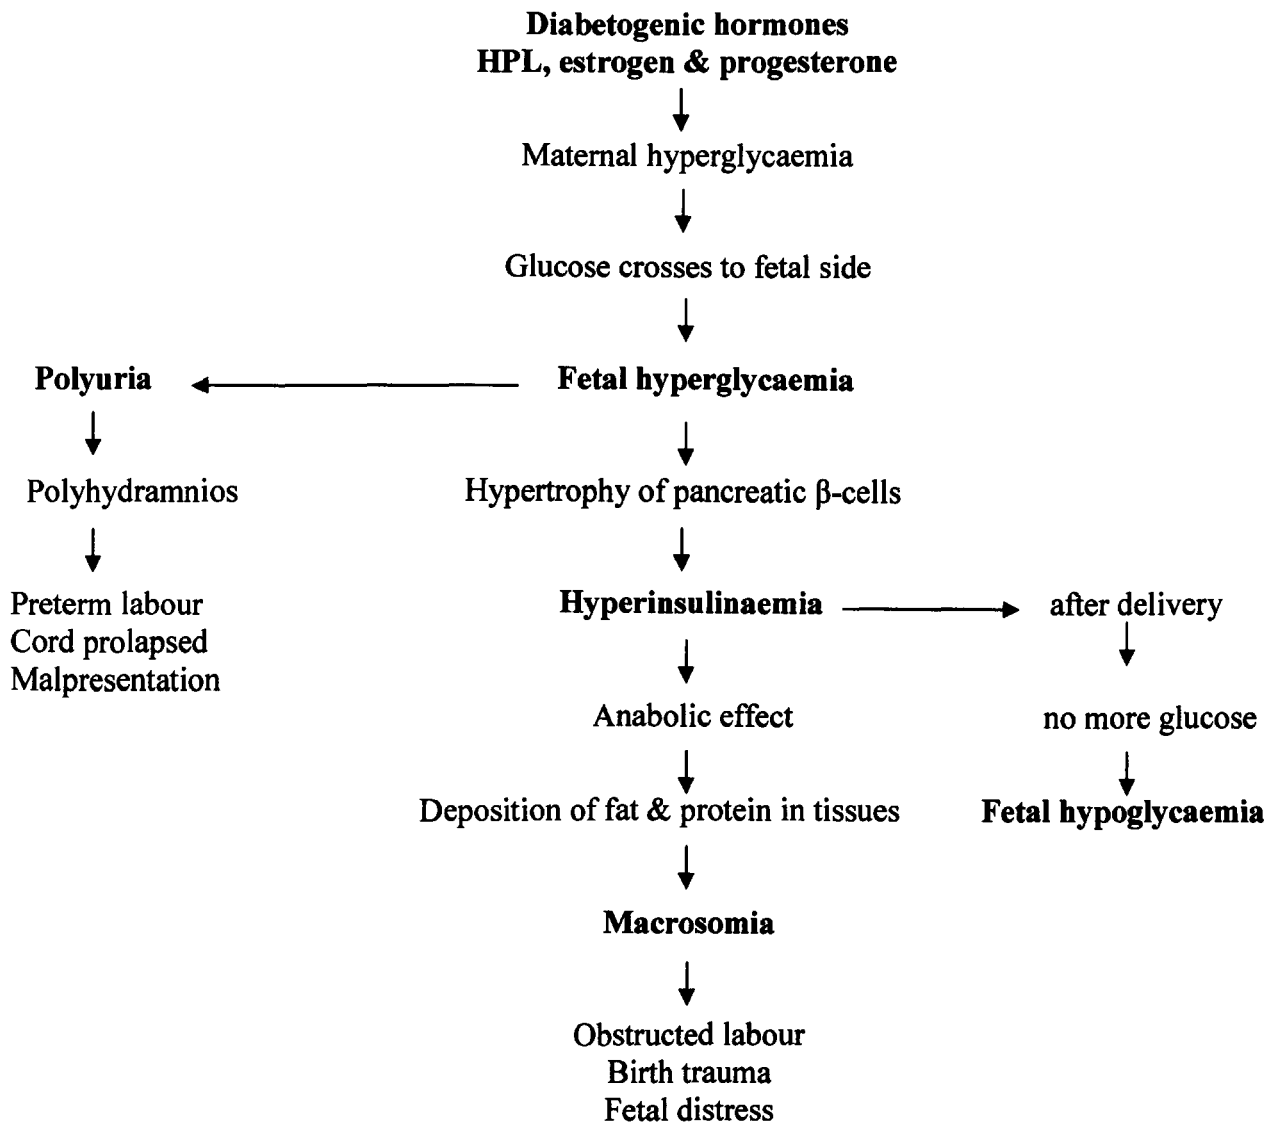 Diabetogenic hormones
HPL, estrogen & progesterone
Maternal hyperglycaemia
Glucose crosses to fetal side
Polyuria
Fetal hyperglycaemia
Polyhydramnios
Hypertrophy of pancreatic β-cells
Preterm labour
Cord prolapsed
Malpresentation
Hyperinsulinaemia
after delivery
Anabolic effect
no more glucose
Deposition of fat & protein in tissues
Fetal hypoglycaemia
Macrosomia
Obstructed labour
Birth trauma
Fetal distress